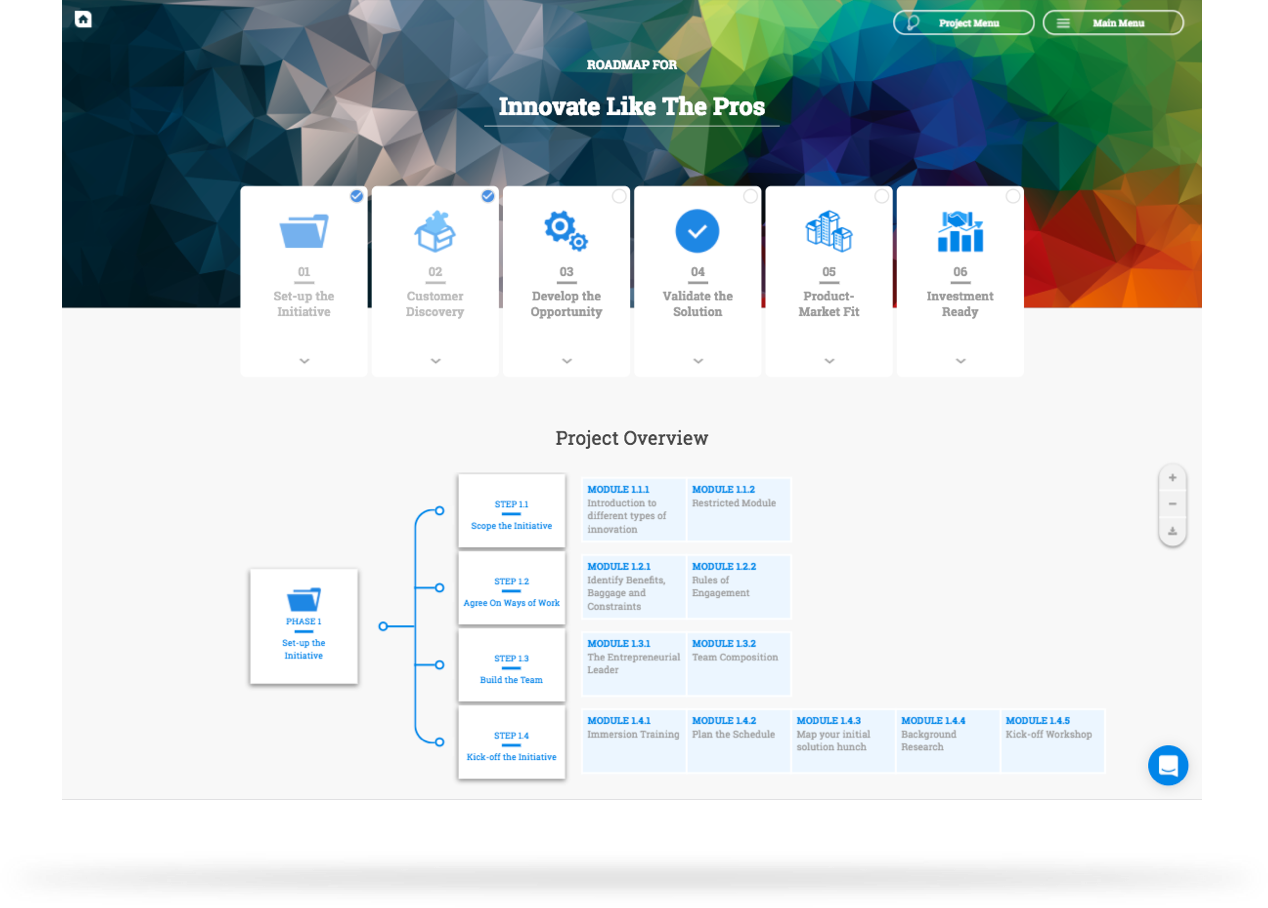 Project Menu
Main Menu
ROADMAP FOR
Innovate Like The Pros
01
Set-up the
Initiative
02
Customer
Discovery
03
Develop the
Opportunity
04
Validate the
Solution
05
Product-
Market Fit
06
Investment
Ready
Project Overview
PHASE 1
Set-up the
Initiative
STEP 1.1
Scope the Initiative
MODULE 1.1.1
Introduction to
different types of
innovation
MODULE 1.1.2
Restricted Module
STEP 1.2
Agree On Ways of Work
MODULE 1.2.1
Identify Benefits,
Baggage and
Constraints
MODULE 1.2.2
Rules of
Engagement
STEP 1.3
Build the Team
MODULE 1.3.1
The Entrepreneurial
Leader
MODULE 1.3.2
Team Composition
STEP 1.4
Kick-off the Initiative
MODULE 1.4.1
Immersion Training
MODULE 1.4.2
Plan the Schedule
MODULE 1.4.3
Map your initial
solution hunch
MODULE 1.4.4
Background
Research
MODULE 1.4.5
Kick-off Workshop